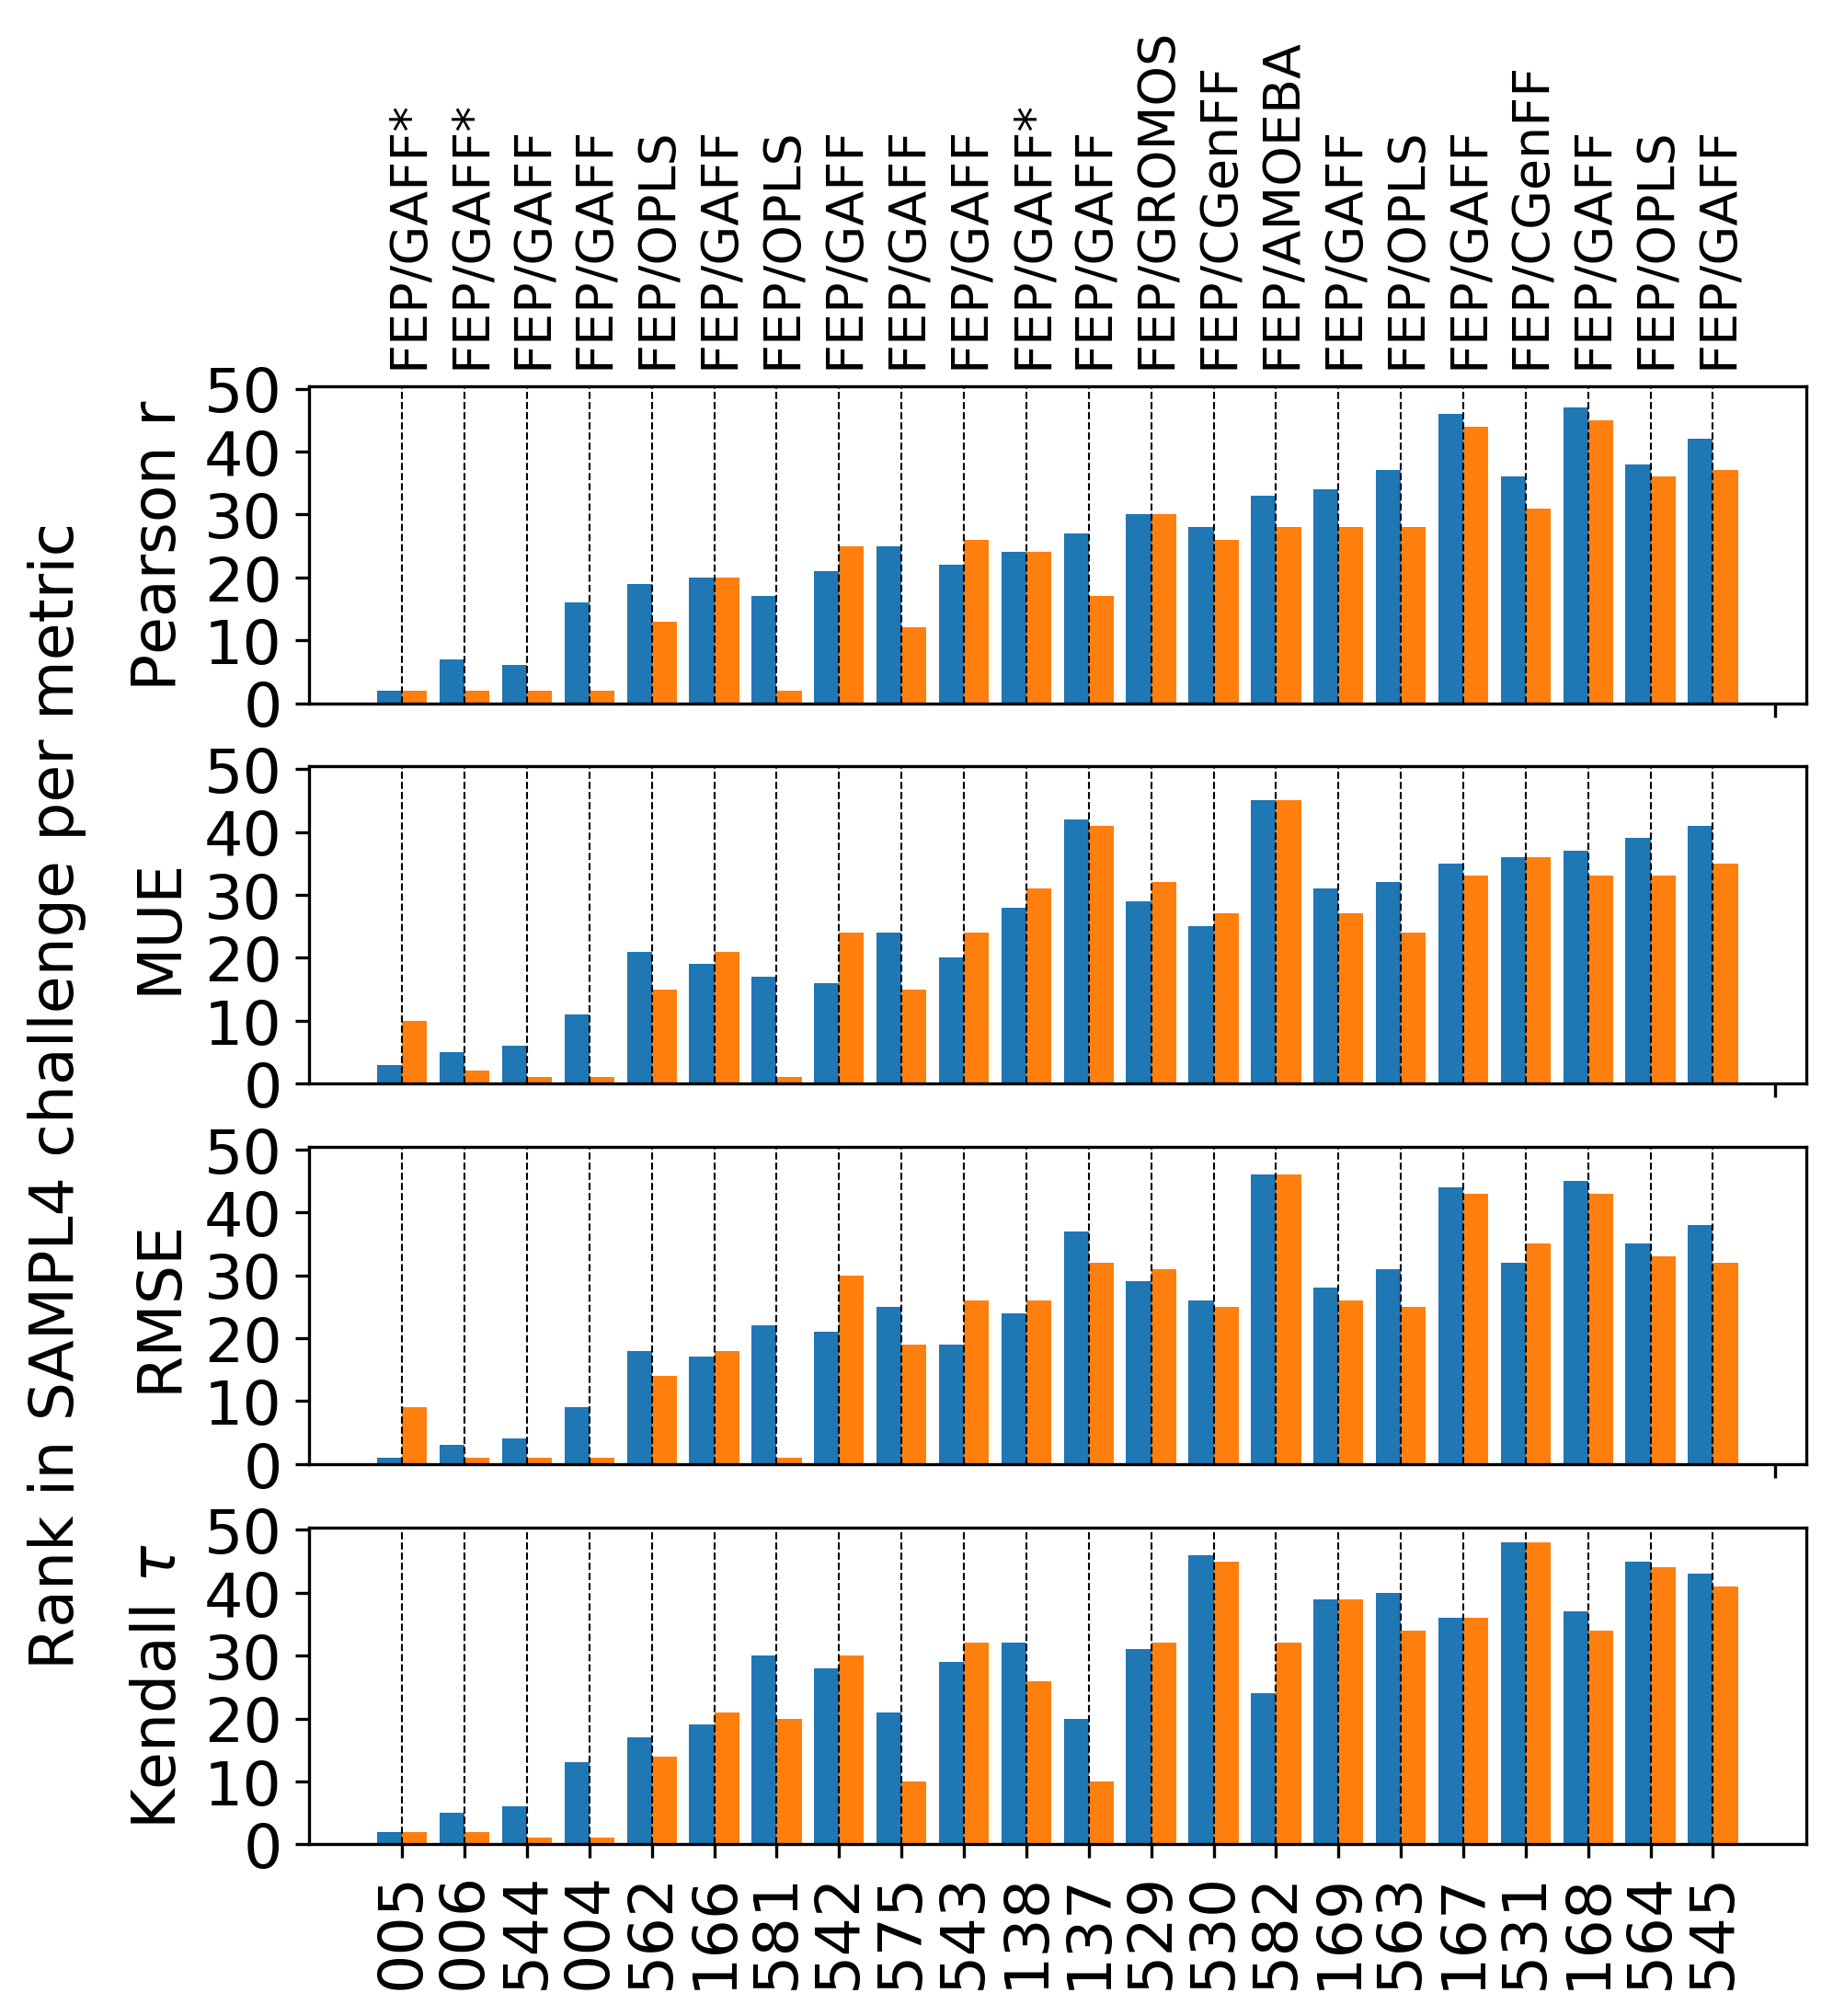 FEP/GAFF*
FEP/GAFF*
FEP/GAFF
FEP/GAFF
FEP/OPLS
FEP/GAFF
FEP/OPLS
FEP/GAFF
FEP/GAFF
FEP/GAFF
FEP/GAFF*
FEP/GAFF
FEP/GROMOS
FEP/CGenFF
FEP/AMOEBA
FEP/GAFF
FEP/OPLS
FEP/GAFF
FEP/CGenFF
FEP/GAFF
FEP/OPLS
FEP/GAFF
Rank in SAMPL4 challenge per metric
Pearson r
50
40
30
20
10
0
MUE
50
40
30
20
10
0
RMSE
50
40
30
20
10
0
Kendall τ
50
40
30
20
10
0
005
006
544
004
562
166
581
542
575
543
138
137
529
530
582
169
563
167
531
168
564
545